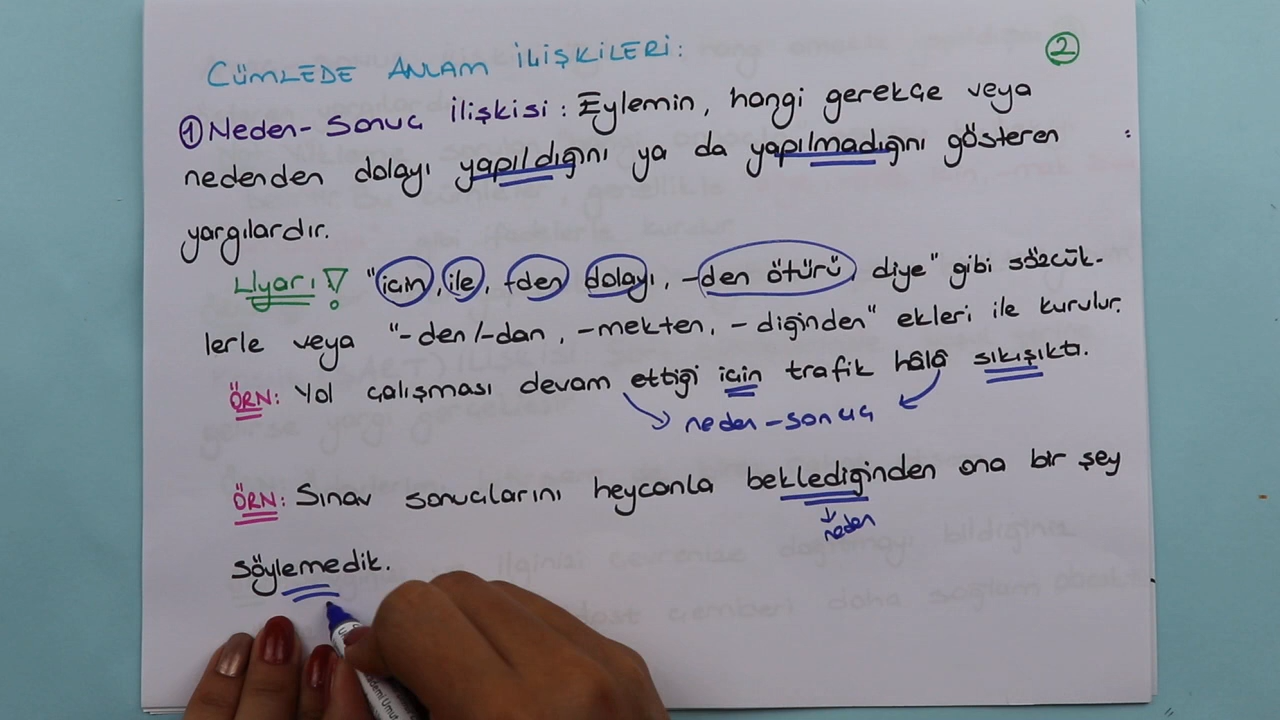 CÜMLEDE ANLAM İLİŞKİLERİ:
2
① Neden-Sonuç İlişkisi: Eylemin, hangi gerekçe veya
nedenden dolayı yapıldığını ya da yapılmadığını gösteren
yargılardır.
Uyarı! "için, ile, -den dolayı, -den ötürü, diye" gibi sözcük-
lerle veya "-den/-dan, -mekten, -diğinden" ekleri ile kurulur.
ÖRN: Yol çalışması devam ettiği için trafik hâlâ sıkışıktı.
neden-sonuç
ÖRN: Sınav sonuçlarını heyecanla beklediğinden ona bir şey
neden
söylemedik.